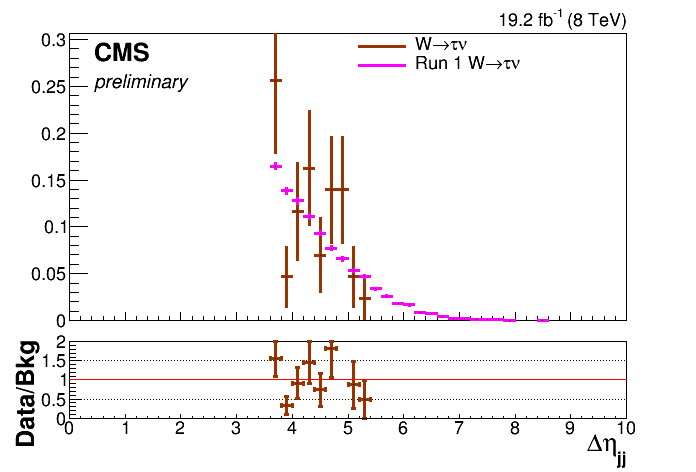 19.2 fb-1 (8 TeV)
CMS
preliminary
W→τν
Run 1 W→τν
0.3
0.25
0.2
0.15
0.1
0.05
0
Data/Bkg
2
1.5
1
0.5
0
0 1 2 3 4 5 6 7 8 9 10
Δηjj